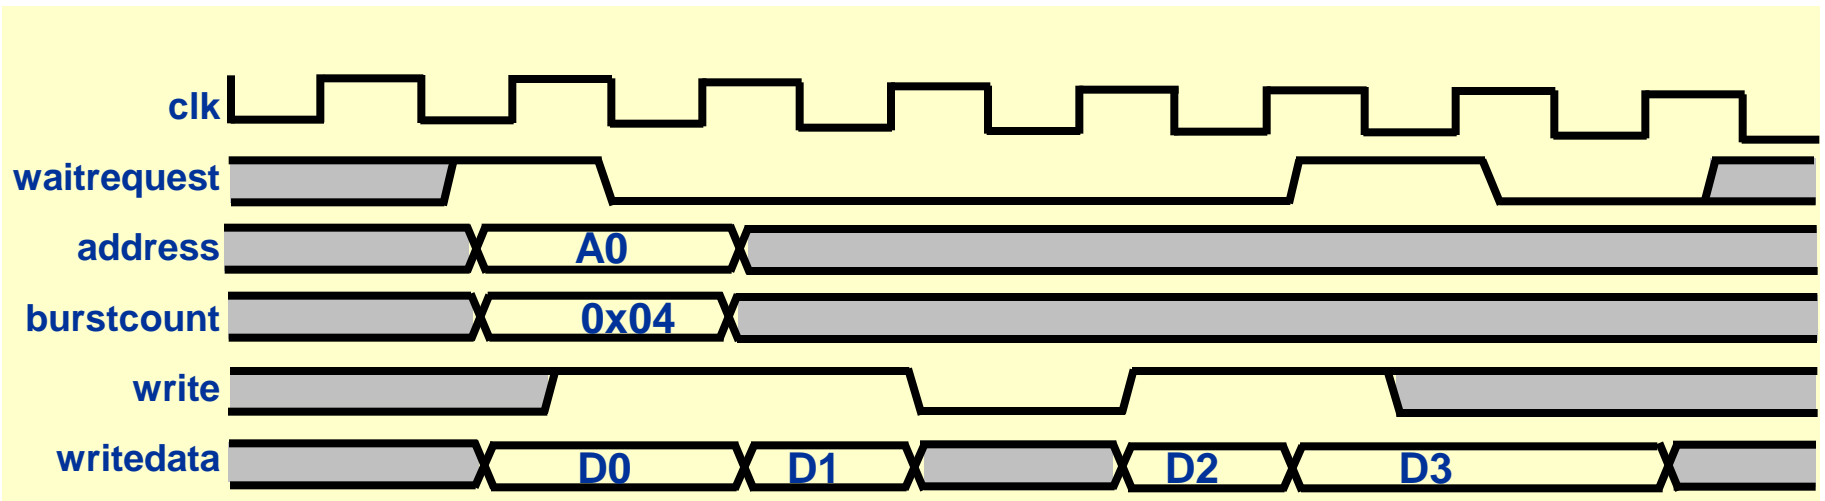 clk
waitrequest
address A0
burstcount 0x04
write
writedata D0 D1 D2 D3